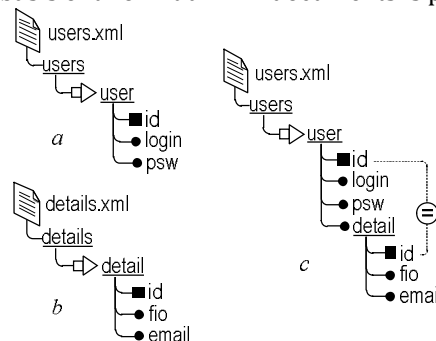 users.xml
users
user
id
login
psw
a
details.xml
details
detail
id
fio
email
b
users.xml
users
user
id
login
psw
detail
=
id
fio
emai
c